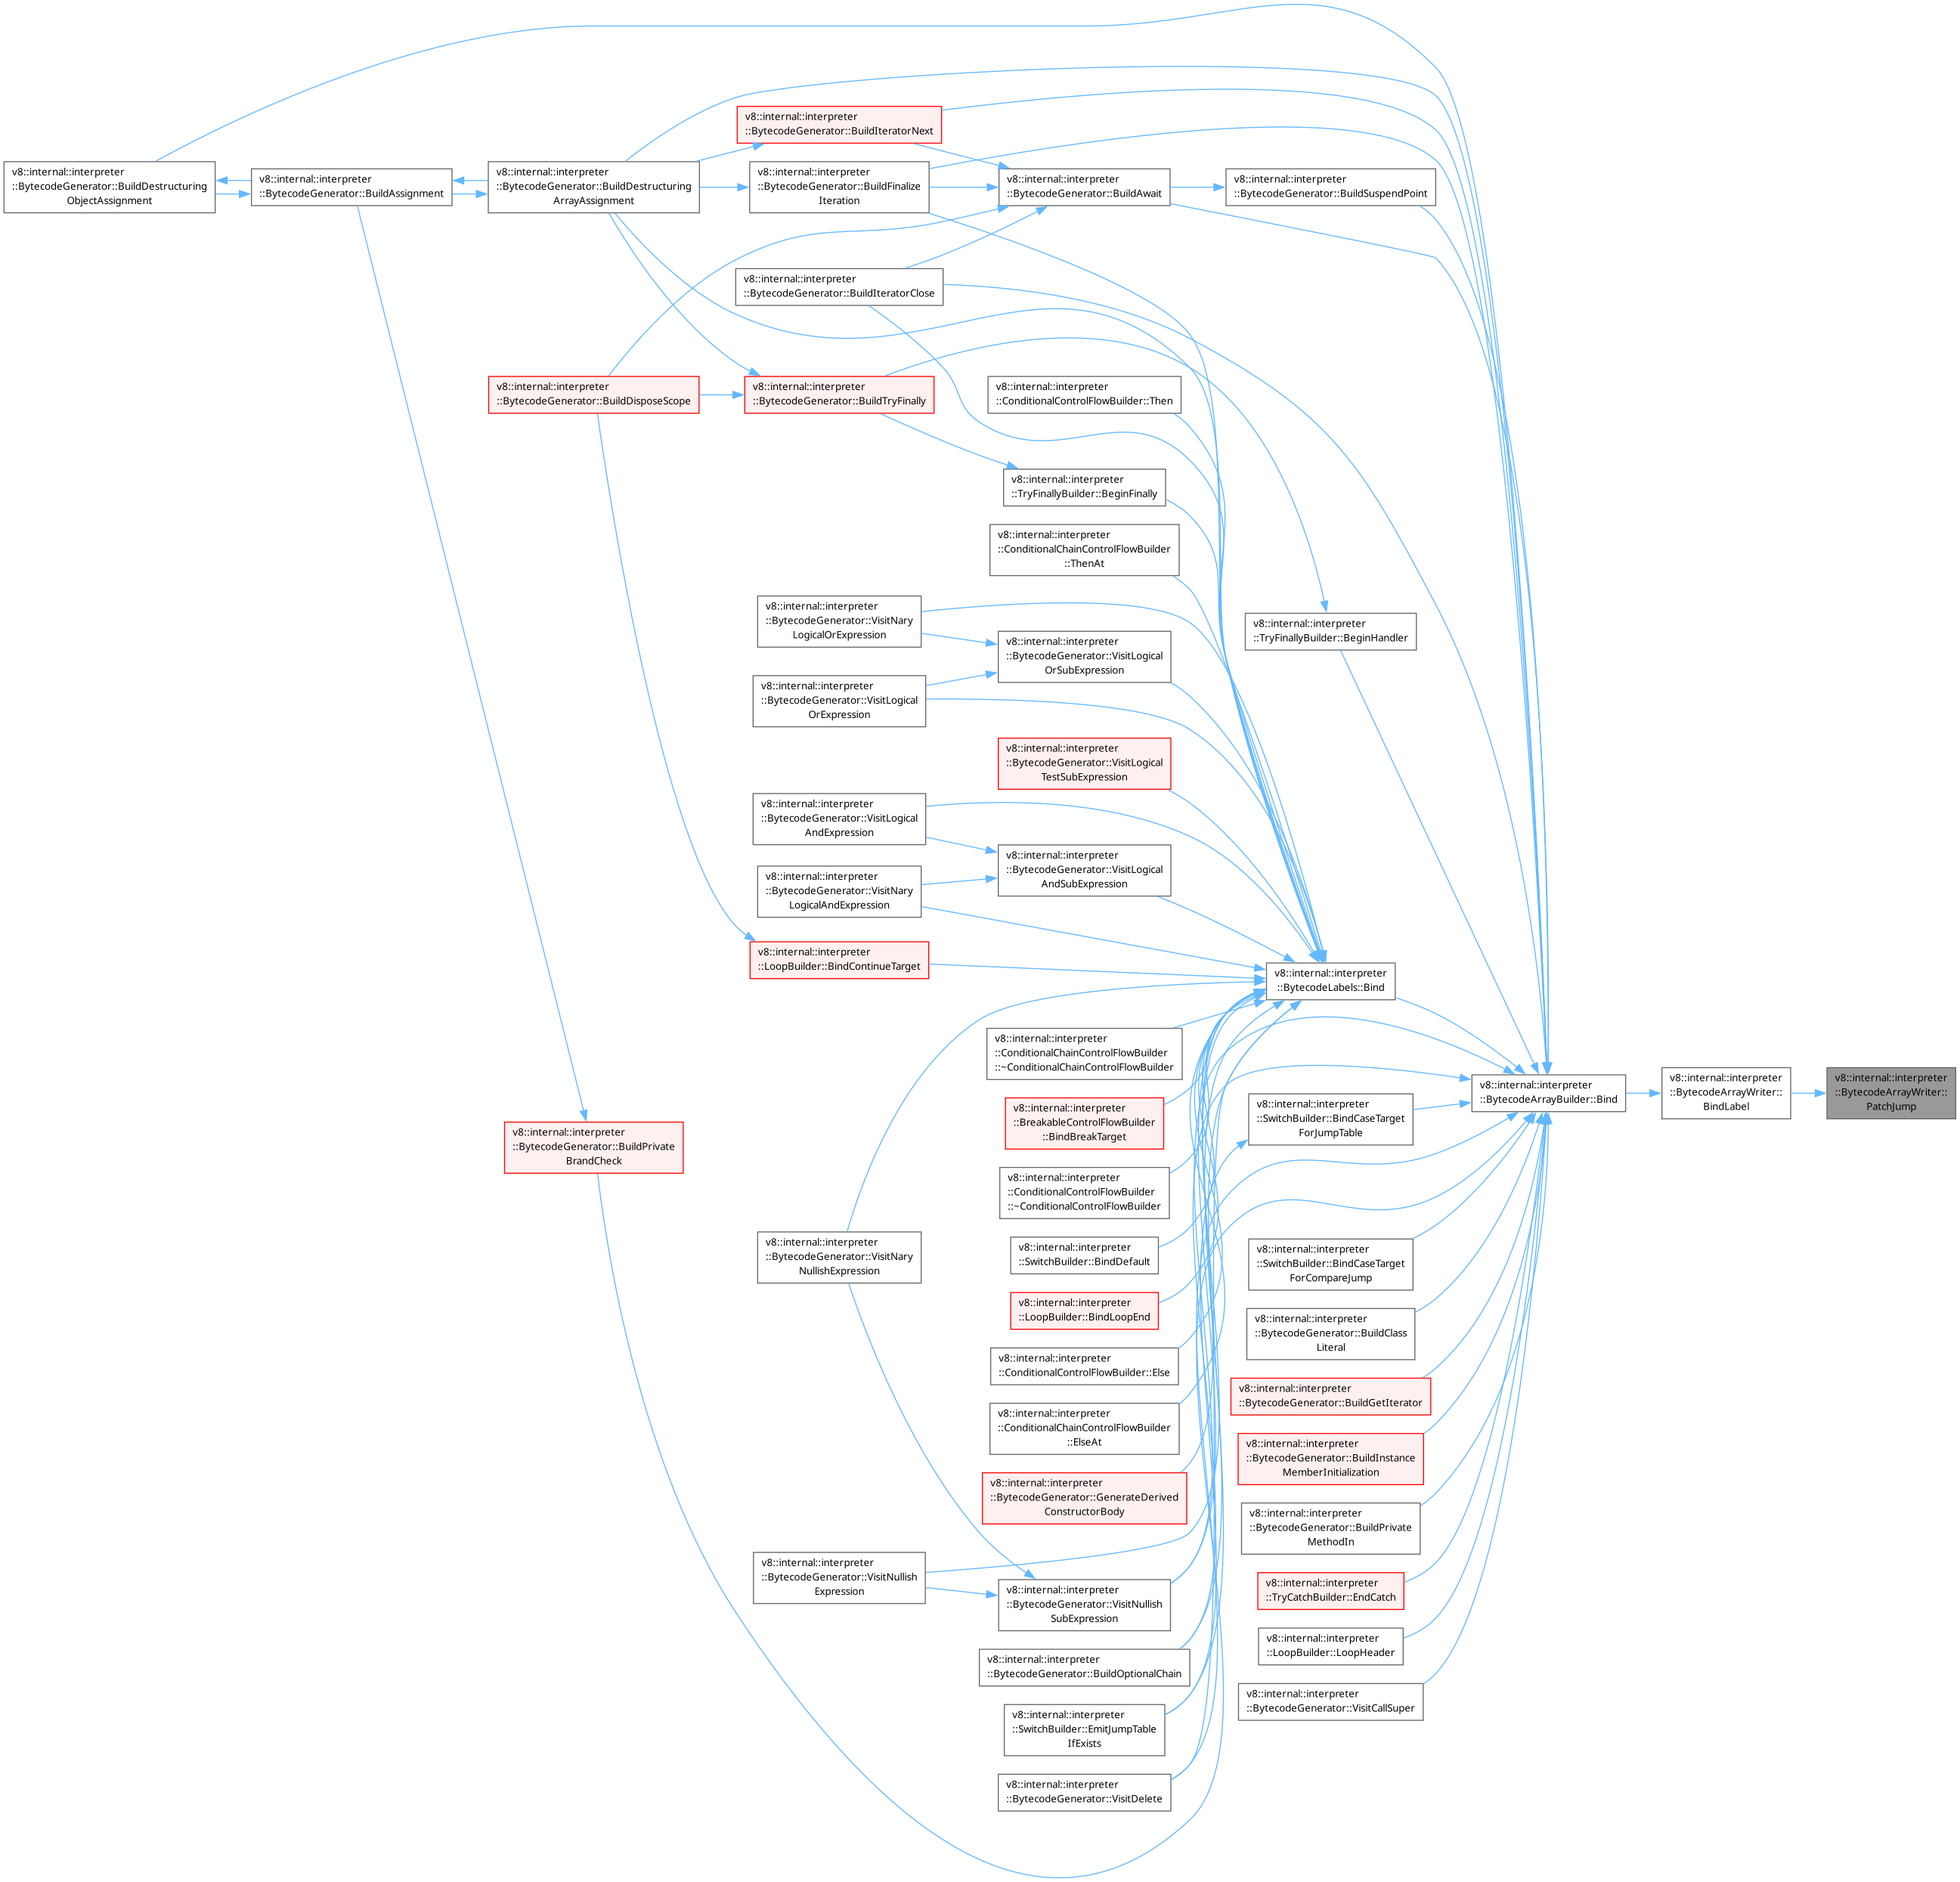 v8::internal::interpreter
::BytecodeGenerator::BuildDestructuring
ObjectAssignment
v8::internal::interpreter
::BytecodeGenerator::BuildAssignment
v8::internal::interpreter
::BytecodeGenerator::BuildDestructuring
ArrayAssignment
v8::internal::interpreter
::BytecodeGenerator::BuildIteratorNext
v8::internal::interpreter
::BytecodeGenerator::BuildFinalize
Iteration
v8::internal::interpreter
::BytecodeGenerator::BuildAwait
v8::internal::interpreter
::BytecodeGenerator::BuildSuspendPoint
v8::internal::interpreter
::BytecodeGenerator::BuildIteratorClose
v8::internal::interpreter
::BytecodeGenerator::BuildDisposeScope
v8::internal::interpreter
::BytecodeGenerator::BuildTryFinally
v8::internal::interpreter
::ConditionalControlFlowBuilder::Then
v8::internal::interpreter
::TryFinallyBuilder::BeginFinally
v8::internal::interpreter
::ConditionalChainControlFlowBuilder
::ThenAt
v8::internal::interpreter
::BytecodeGenerator::VisitNary
LogicalOrExpression
v8::internal::interpreter
::BytecodeGenerator::VisitLogical
OrSubExpression
v8::internal::interpreter
::TryFinallyBuilder::BeginHandler
v8::internal::interpreter
::BytecodeGenerator::VisitLogical
OrExpression
v8::internal::interpreter
::BytecodeGenerator::VisitLogical
TestSubExpression
v8::internal::interpreter
::BytecodeGenerator::VisitLogical
AndExpression
v8::internal::interpreter
::BytecodeGenerator::VisitLogical
AndSubExpression
v8::internal::interpreter
::BytecodeGenerator::VisitNary
LogicalAndExpression
v8::internal::interpreter
::LoopBuilder::BindContinueTarget
v8::internal::interpreter
::BytecodeLabels::Bind
v8::internal::interpreter
::ConditionalChainControlFlowBuilder
::~ConditionalChainControlFlowBuilder
v8::internal::interpreter
::BytecodeArrayBuilder::Bind
v8::internal::interpreter
::BytecodeArrayWriter::
BindLabel
v8::internal::interpreter
::BytecodeArrayWriter::
PatchJump
v8::internal::interpreter
::BreakableControlFlowBuilder
::BindBreakTarget
v8::internal::interpreter
::SwitchBuilder::BindCaseTarget
ForJumpTable
v8::internal::interpreter
::BytecodeGenerator::BuildPrivate
BrandCheck
v8::internal::interpreter
::ConditionalControlFlowBuilder
::~ConditionalControlFlowBuilder
v8::internal::interpreter
::BytecodeGenerator::VisitNary
NullishExpression
v8::internal::interpreter
::SwitchBuilder::BindDefault
v8::internal::interpreter
::SwitchBuilder::BindCaseTarget
ForCompareJump
v8::internal::interpreter
::LoopBuilder::BindLoopEnd
v8::internal::interpreter
::BytecodeGenerator::BuildClass
Literal
v8::internal::interpreter
::ConditionalControlFlowBuilder::Else
v8::internal::interpreter
::BytecodeGenerator::BuildGetIterator
v8::internal::interpreter
::ConditionalChainControlFlowBuilder
::ElseAt
v8::internal::interpreter
::BytecodeGenerator::BuildInstance
MemberInitialization
v8::internal::interpreter
::BytecodeGenerator::GenerateDerived
ConstructorBody
v8::internal::interpreter
::BytecodeGenerator::BuildPrivate
MethodIn
v8::internal::interpreter
::BytecodeGenerator::VisitNullish
Expression
v8::internal::interpreter
::BytecodeGenerator::VisitNullish
SubExpression
v8::internal::interpreter
::TryCatchBuilder::EndCatch
v8::internal::interpreter
::LoopBuilder::LoopHeader
v8::internal::interpreter
::BytecodeGenerator::BuildOptionalChain
v8::internal::interpreter
::BytecodeGenerator::VisitCallSuper
v8::internal::interpreter
::SwitchBuilder::EmitJumpTable
IfExists
v8::internal::interpreter
::BytecodeGenerator::VisitDelete